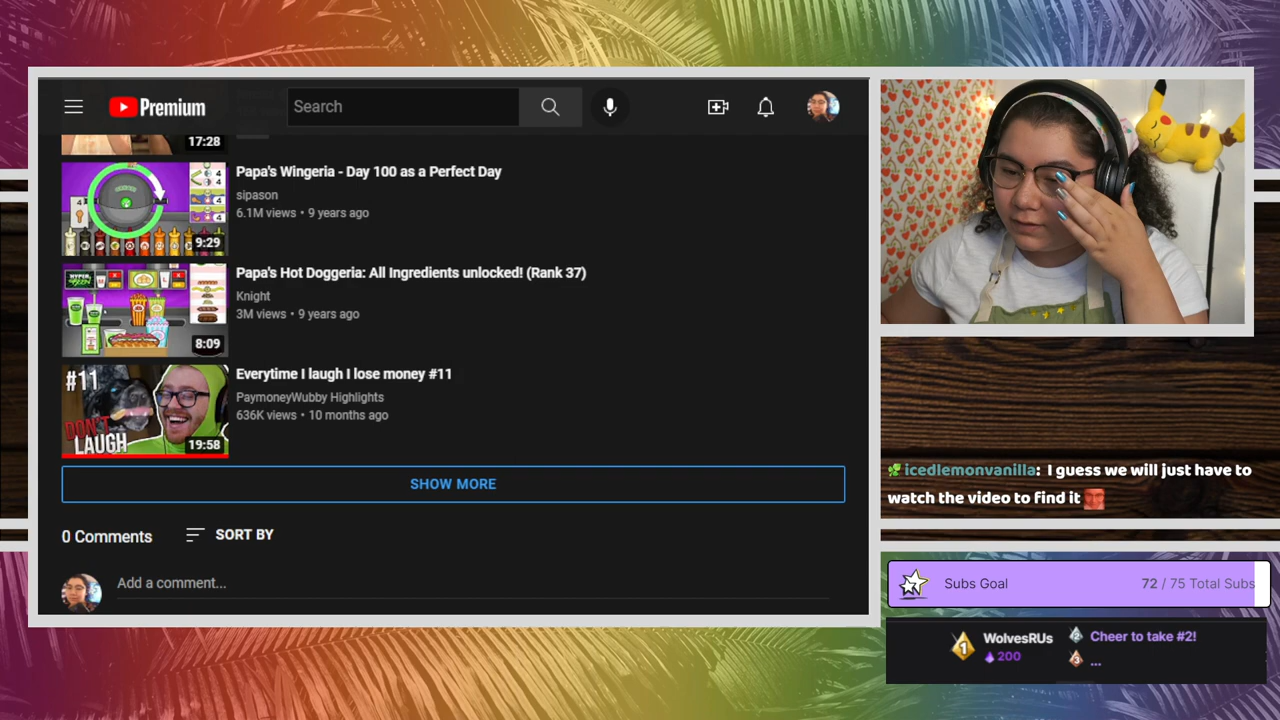 Premium
Search
17:28
Papa's Wingeria - Day 100 as a Perfect Day
sipason
6.1M views • 9 years ago
9:29
Papa's Hot Doggeria: All Ingredients unlocked! (Rank 37)
Knight
3M views • 9 years ago
8:09
Everytime I laugh I lose money #11
PaymoneyWubby Highlights
636K views • 10 months ago
#11
DON'T
LAUGH
19:58
SHOW MORE
0 Comments
SORT BY
Add a comment...
icedlemonvanilla: I guess we will just have to
watch the video to find it
Subs Goal
72 / 75 Total Subs
1 WolvesRUs
200
2 Cheer to take #2!
3 ...